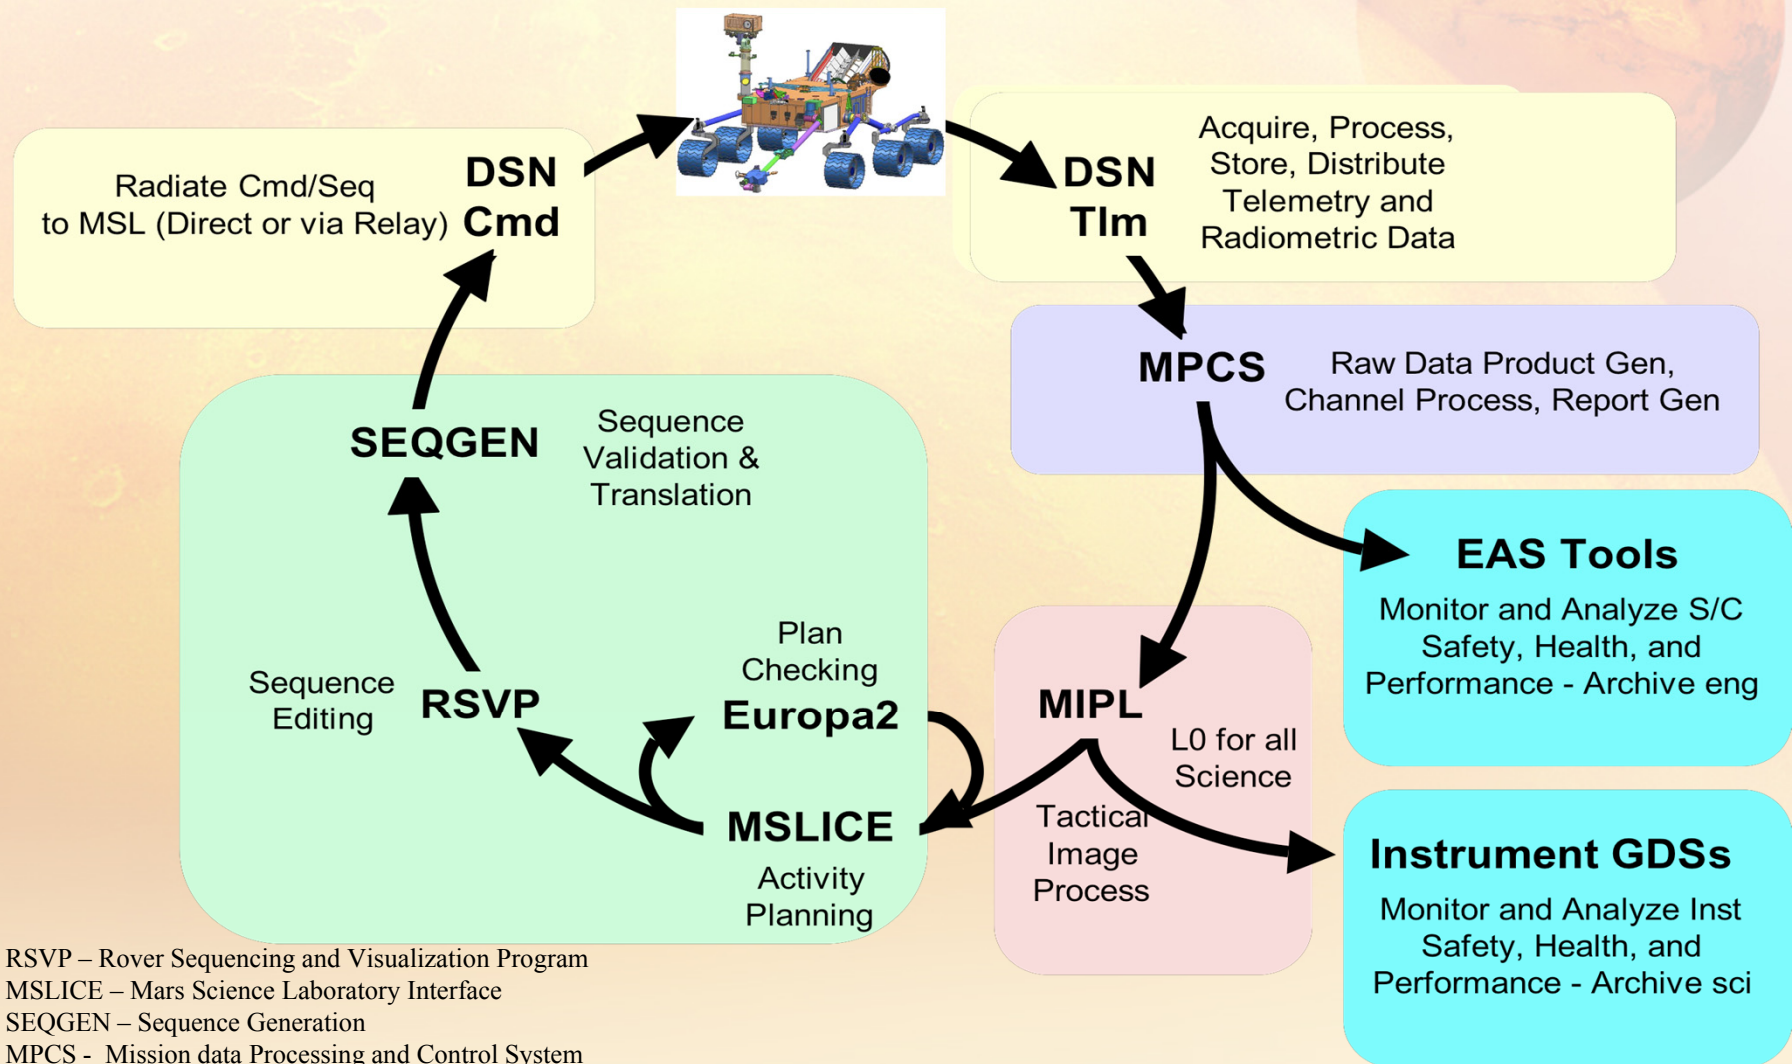 Radiate Cmd/Seq
to MSL (Direct or via Relay)
DSN
Cmd
DSN
Tlm
Acquire, Process,
Store, Distribute
Telemetry and
Radiometric Data
MPCS
Raw Data Product Gen,
Channel Process, Report Gen
SEQGEN
Sequence
Validation &
Translation
EAS Tools
Monitor and Analyze S/C
Safety, Health, and
Performance - Archive eng
Sequence
Editing
RSVP
Plan
Checking
Europa2
MIPL
L0 for all
Science
Tactical
Image
Process
MSLICE
Activity
Planning
Instrument GDSs
Monitor and Analyze Inst
Safety, Health, and
Performance - Archive sci
RSVP – Rover Sequencing and Visualization Program
MSLICE – Mars Science Laboratory Interface
SEQGEN – Sequence Generation
MPCS - Mission data Processing and Control System